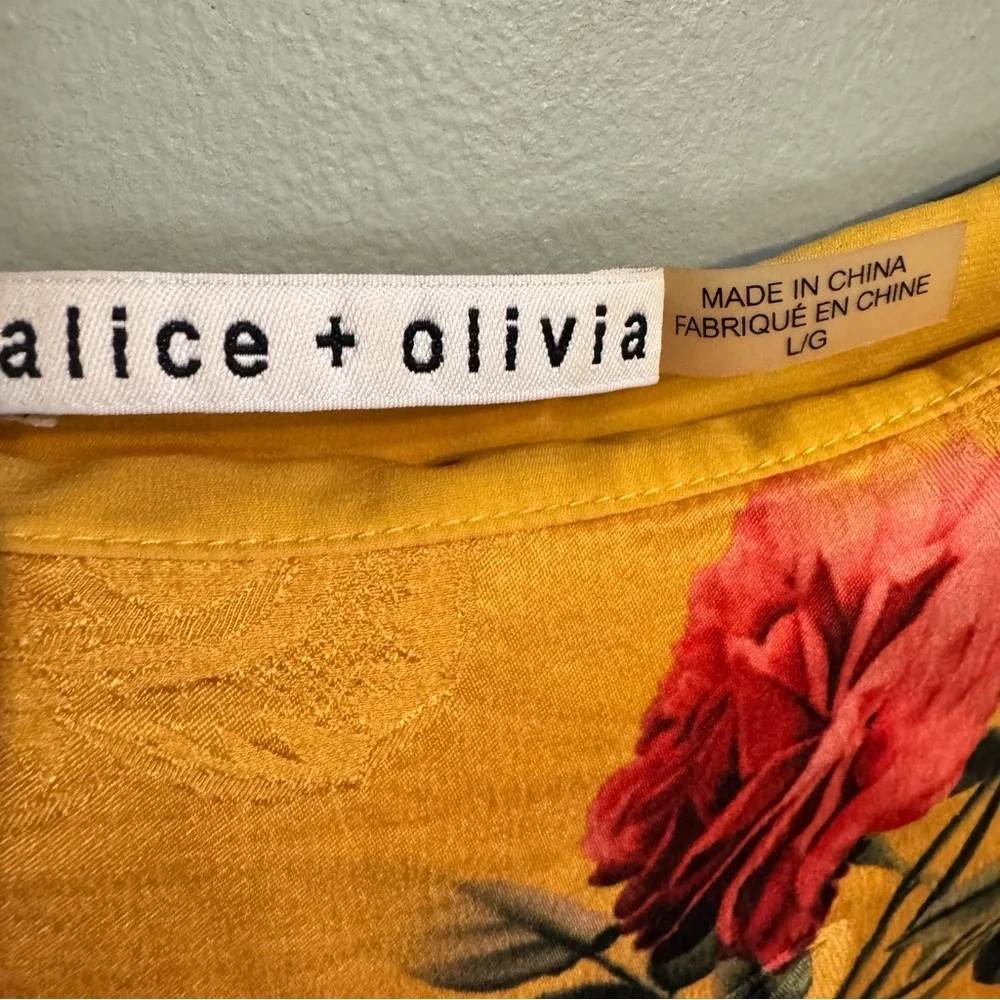 alice + olivia
MADE IN CHINA
FABRIQUÉ EN CHINE
L/G